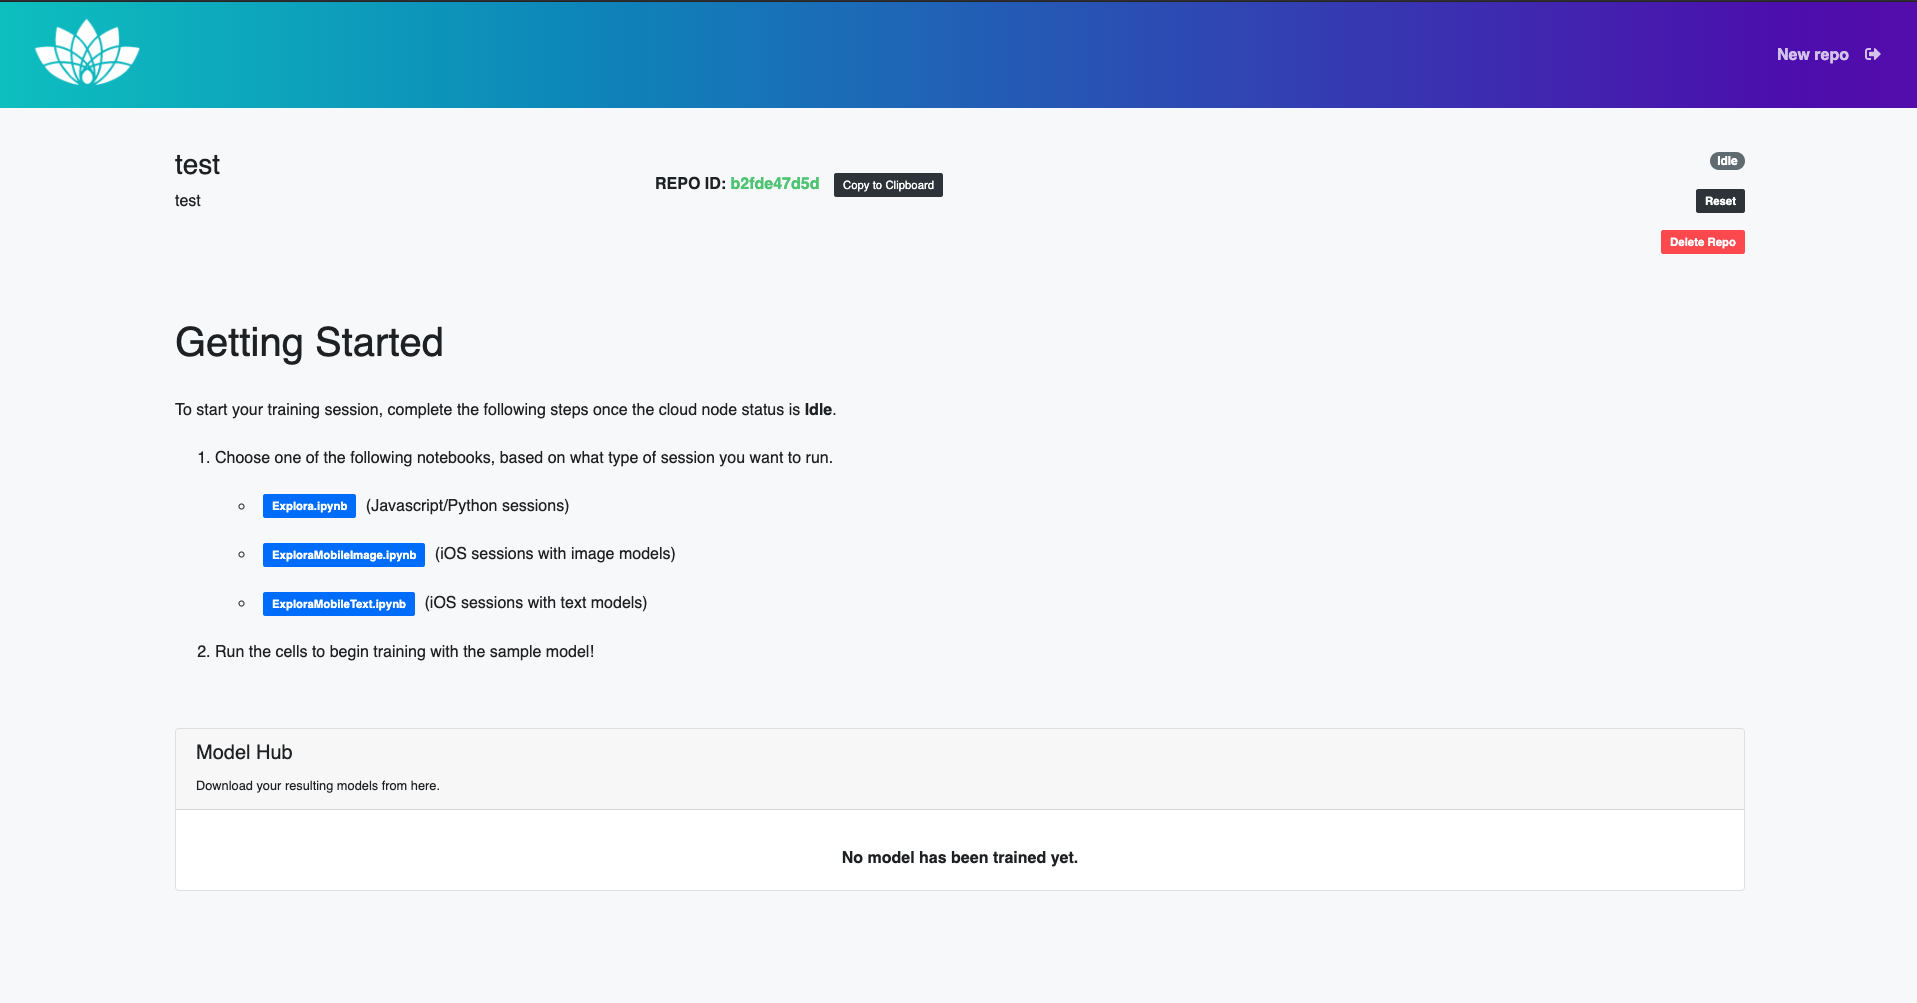 New repo
test
test
REPO ID: b2fde47d5d Copy to Clipboard
Idle
Reset
Delete Repo
Getting Started
To start your training session, complete the following steps once the cloud node status is Idle.
1. Choose one of the following notebooks, based on what type of session you want to run.
Explora.ipynb (Javascript/Python sessions)
ExploraMobileImage.ipynb (iOS sessions with image models)
ExploraMobileText.ipynb (iOS sessions with text models)
2. Run the cells to begin training with the sample model!
Model Hub
Download your resulting models from here.
No model has been trained yet.